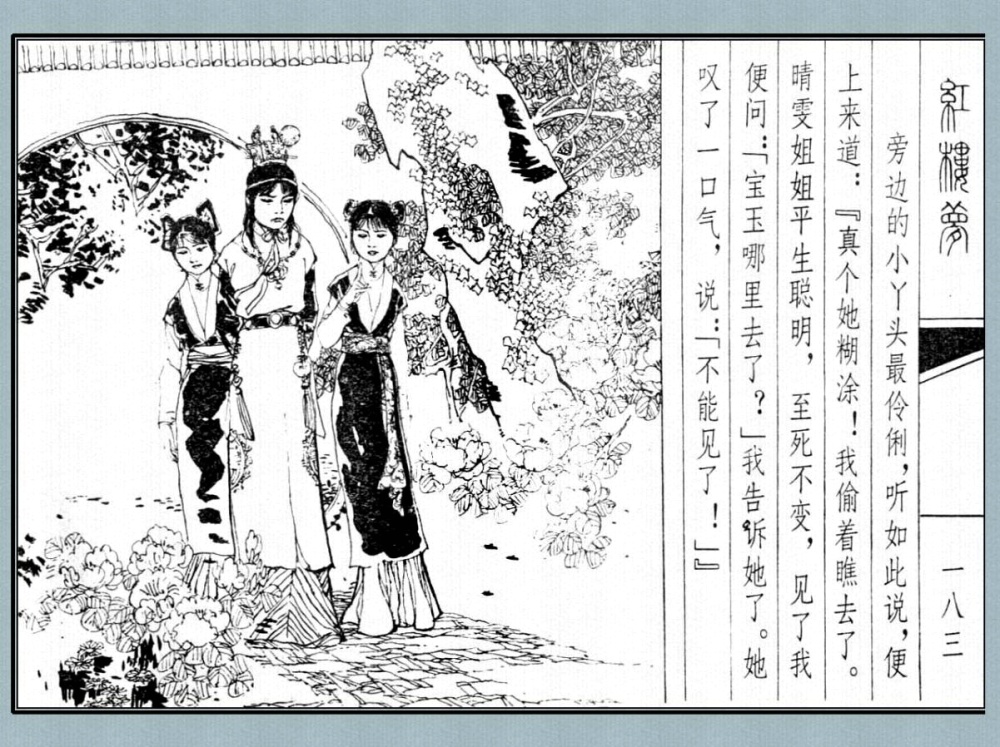 红楼梦
一八三
旁边的小丫头最伶俐，听如此说，便
上来道：『真个她糊涂！我偷着瞧去了。
晴雯姐姐平生聪明，至死不变，见了我
便问：「宝玉哪里去了？」我告诉她了。她
叹了一口气，说：「不能见了！」』